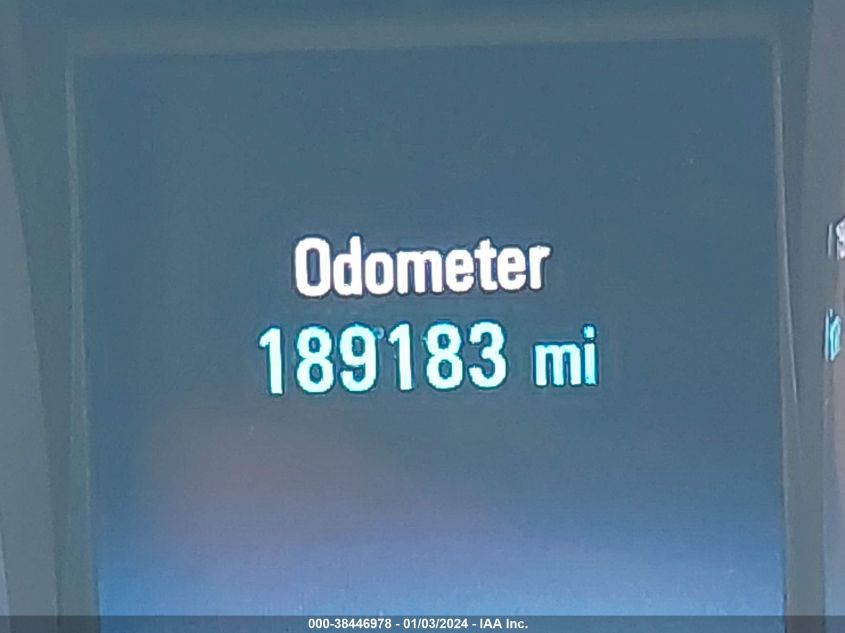 Odometer
189183 mi
000-38446978 - 01/03/2024 - IAA Inc.